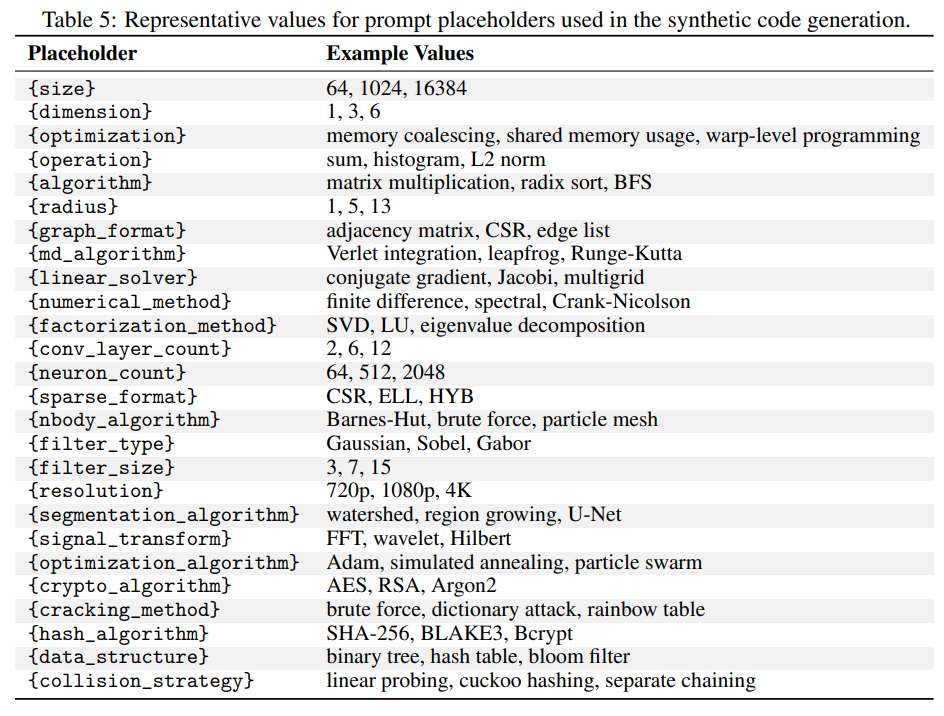 Table 5: Representative values for prompt placeholders used in the synthetic code generation.
Placeholder Example Values
{size} 64, 1024, 16384
{dimension} 1, 3, 6
{optimization} memory coalescing, shared memory usage, warp-level programming
{operation} sum, histogram, L2 norm
{algorithm} matrix multiplication, radix sort, BFS
{radius} 1, 5, 13
{graph_format} adjacency matrix, CSR, edge list
{md_algorithm} Verlet integration, leapfrog, Runge-Kutta
{linear_solver} conjugate gradient, Jacobi, multigrid
{numerical_method} finite difference, spectral, Crank-Nicolson
{factorization_method} SVD, LU, eigenvalue decomposition
{conv_layer_count} 2, 6, 12
{neuron_count} 64, 512, 2048
{sparse_format} CSR, ELL, HYB
{nbody_algorithm} Barnes-Hut, brute force, particle mesh
{filter_type} Gaussian, Sobel, Gabor
{filter_size} 3, 7, 15
{resolution} 720p, 1080p, 4K
{segmentation_algorithm} watershed, region growing, U-Net
{signal_transform} FFT, wavelet, Hilbert
{optimization_algorithm} Adam, simulated annealing, particle swarm
{crypto_algorithm} AES, RSA, Argon2
{cracking_method} brute force, dictionary attack, rainbow table
{hash_algorithm} SHA-256, BLAKE3, Bcrypt
{data_structure} binary tree, hash table, bloom filter
{collision_strategy} linear probing, cuckoo hashing, separate chaining